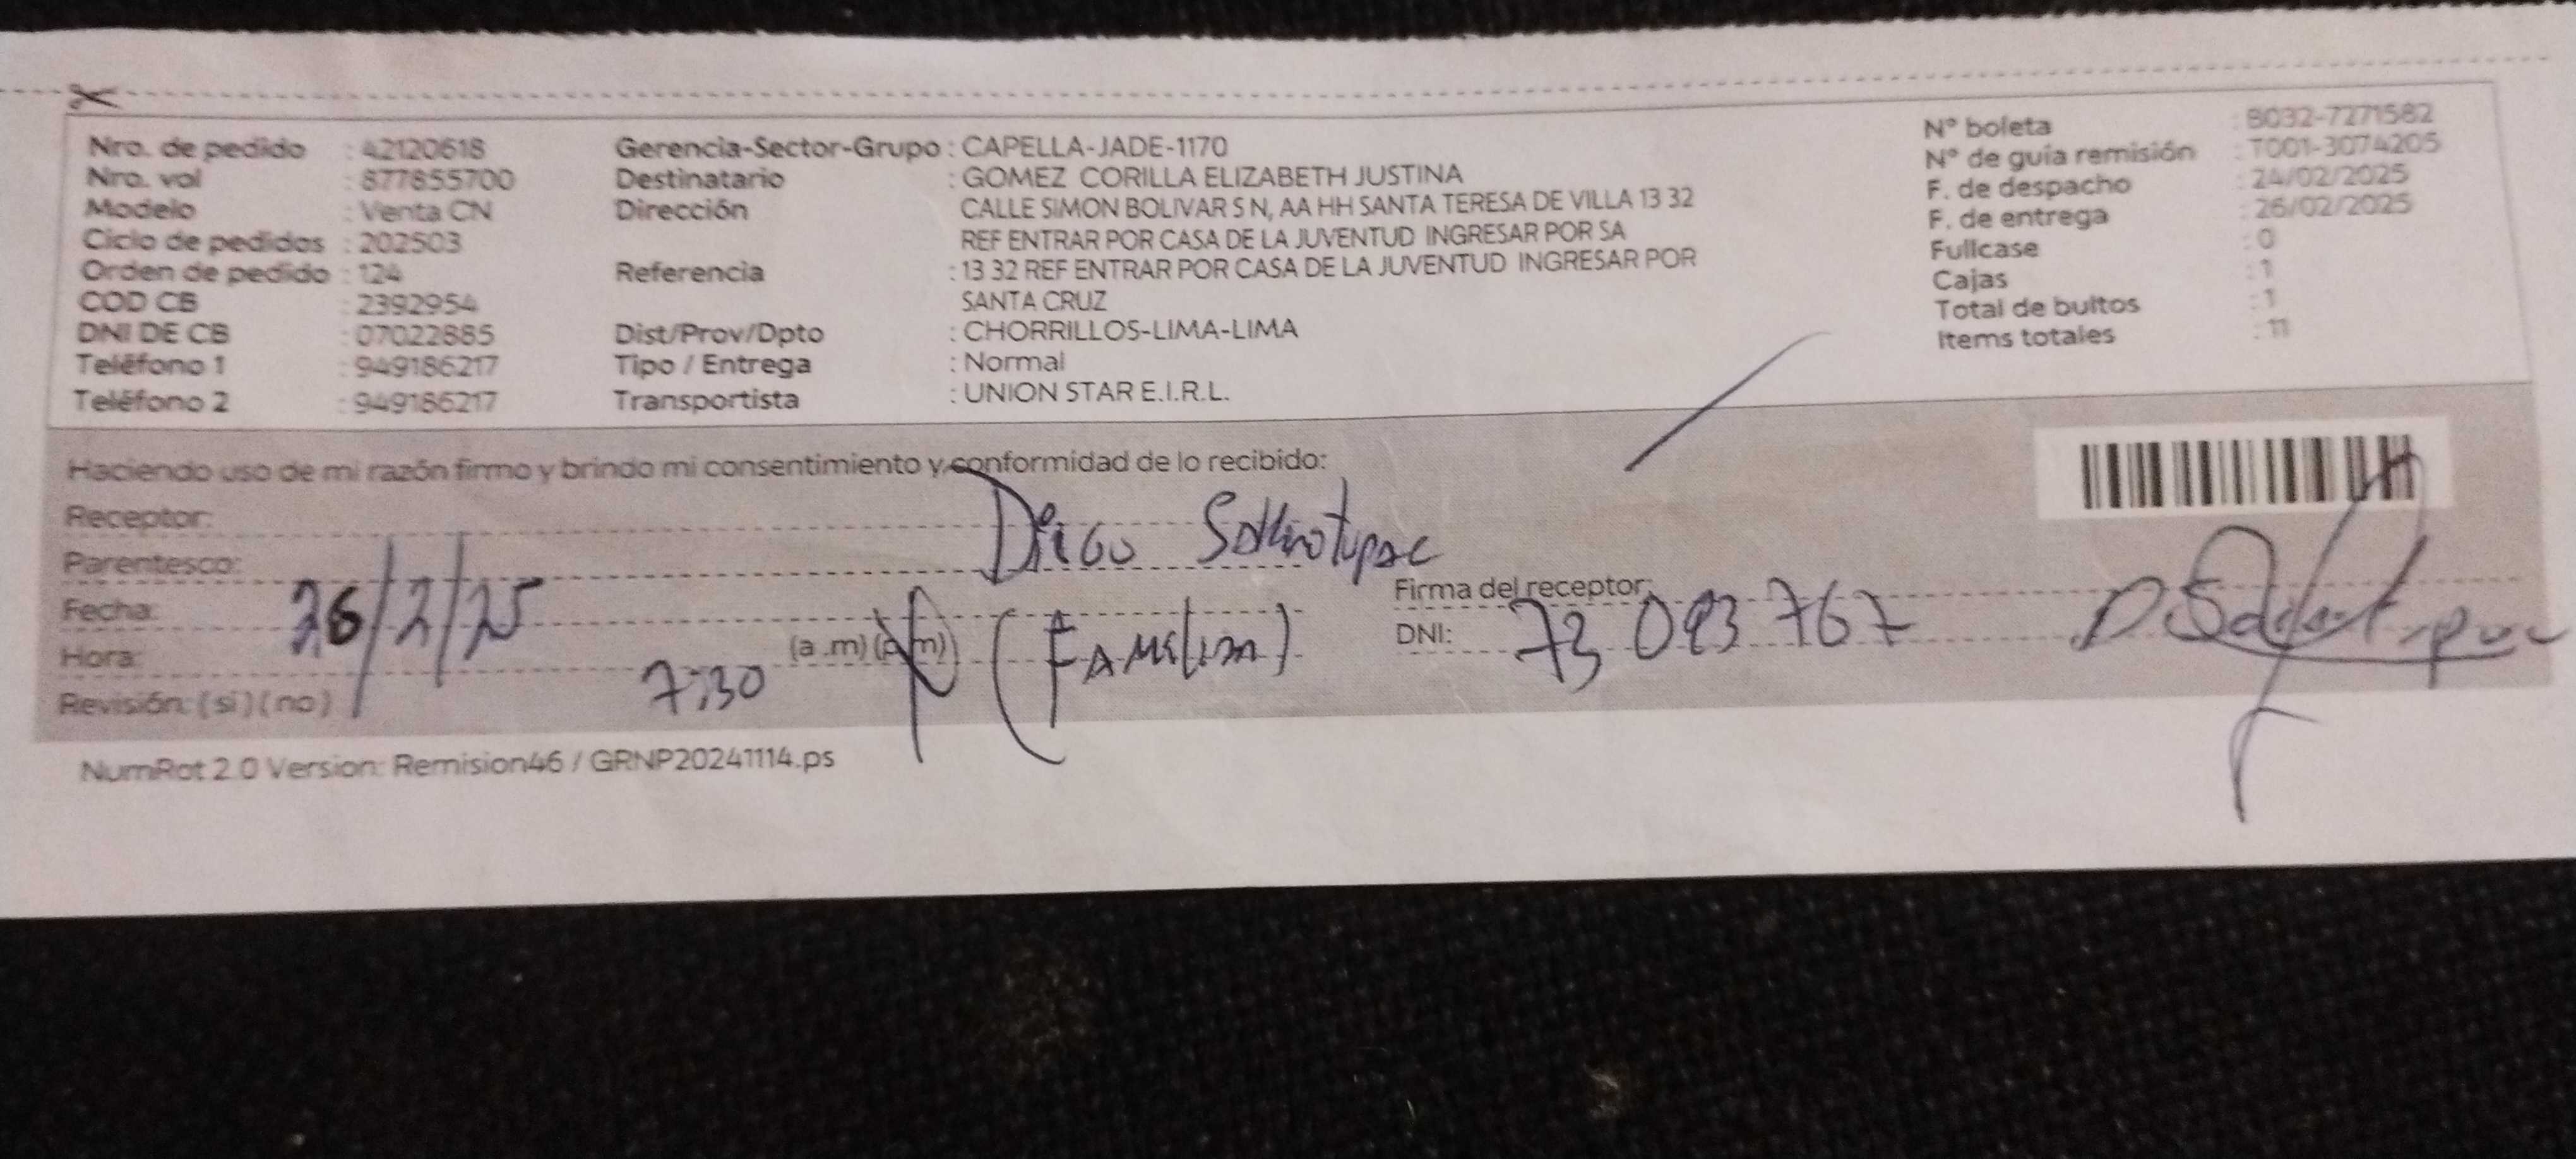 Nro. de pedido : 42120618
Nro. vol : 877855700
Modelo : Venta CN
Ciclo de pedidos : 202503
Orden de pedido : 124
COD CB : 2392954
DNI DE CB : 07022885
Teléfono 1 : 949186217
Teléfono 2 : 949186217
Gerencia-Sector-Grupo : CAPELLA-JADE-1170
Destinatario : GOMEZ CORILLA ELIZABETH JUSTINA
Dirección CALLE SIMON BOLIVAR S N, AA HH SANTA TERESA DE VILLA 13 32
REF ENTRAR POR CASA DE LA JUVENTUD INGRESAR POR SA
Referencia : 13 32 REF ENTRAR POR CASA DE LA JUVENTUD INGRESAR POR
SANTA CRUZ
Dist/Prov/Dpto : CHORRILLOS-LIMA-LIMA
Tipo / Entrega : Normal
Transportista : UNION STAR E.I.R.L.
N° boleta : B032-7271582
N° de guía remisión : T001-3074205
F. de despacho : 24/02/2025
F. de entrega : 26/02/2025
Fullcase : 0
Cajas : 1
Total de bultos : 1
Items totales : 11
Haciendo uso de mi razón firmo y brindo mi consentimiento y conformidad de lo recibido:
Receptor:
Diego
Parentesco:
Fecha: 26/2/25
Hora: 7:30 (a .m) (p.m)
Revisión: ( si ) ( no )
Firma del receptor:
DNI: 73 093 767
NumRot 2.0 Version: Remision46 / GRNP20241114.ps